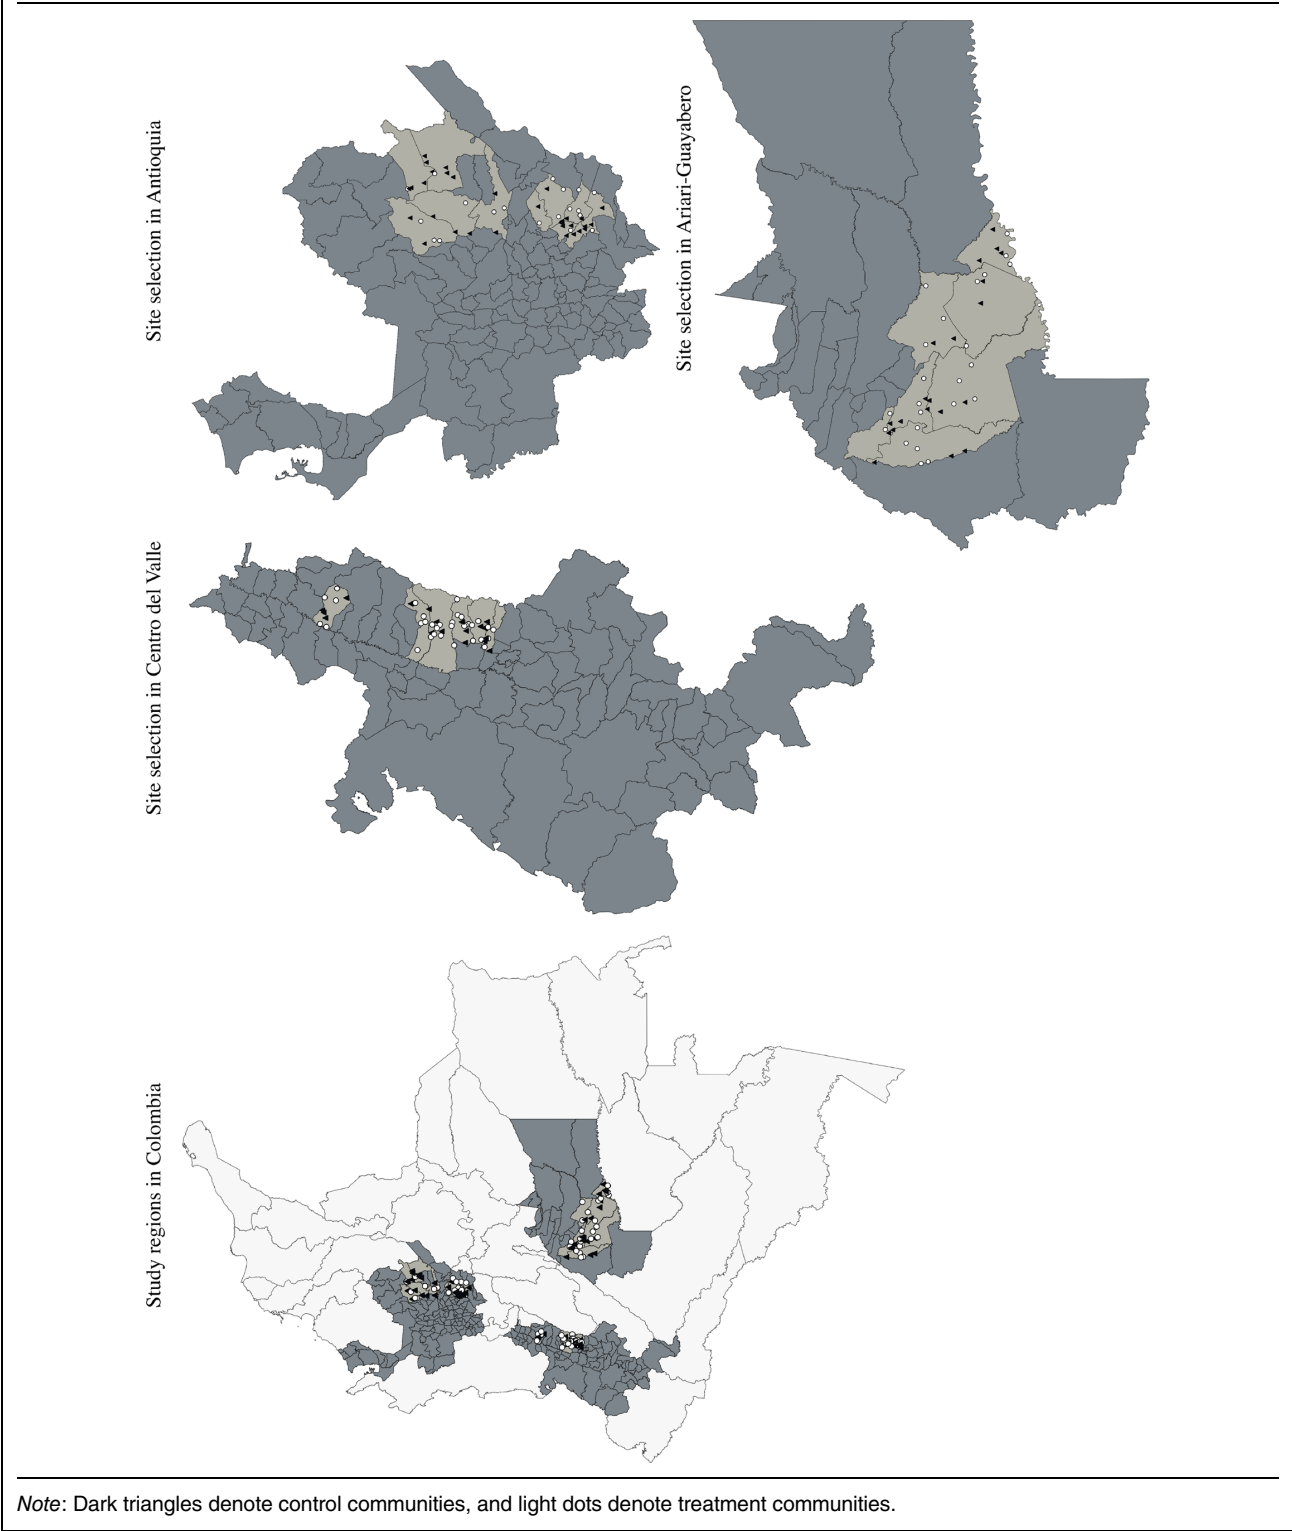 Site selection in Antioquia
Site selection in Ariari-Guayabero
Site selection in Centro del Valle
Study regions in Colombia
Note: Dark triangles denote control communities, and light dots denote treatment communities.